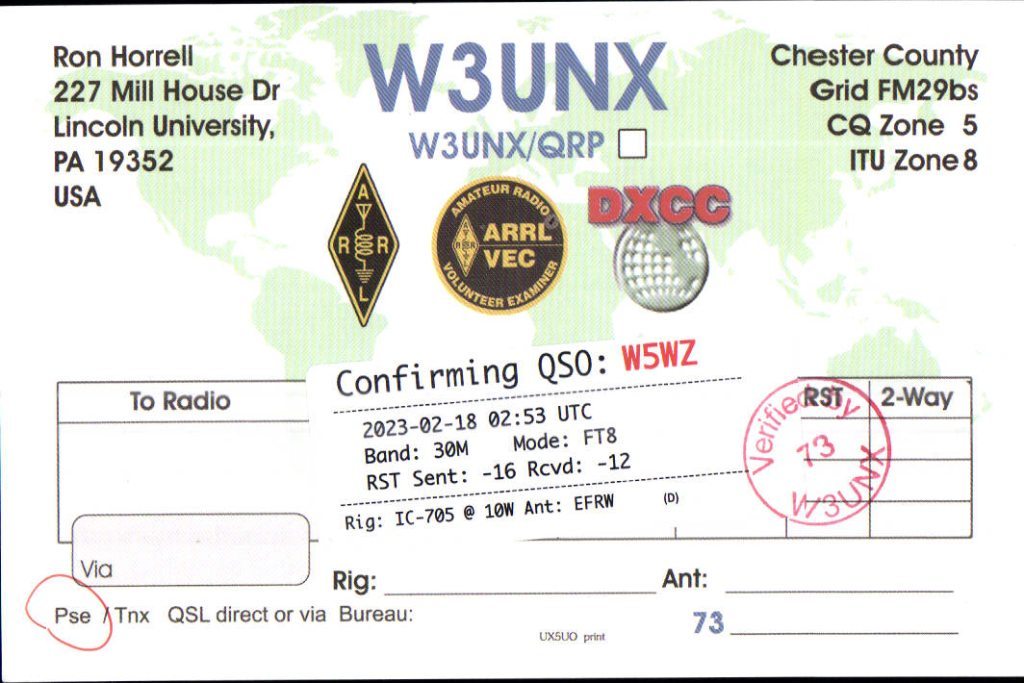 Ron Horrell
227 Mill House Dr
Lincoln University,
PA 19352
USA
W3UNX
W3UNX/QRP
Chester County
Grid FM29bs
CQ Zone 5
ITU Zone 8
A
R R
L
AMATEUR RADIO
ARRL
VEC
VOLUNTEER EXAMINER
DXCC
Confirming QSO: W5WZ
2023-02-18 02:53 UTC
Band: 30M Mode: FT8
RST Sent: -16 Rcvd: -12
Rig: IC-705 @ 10W Ant: EFRW (D)
To Radio
RST 2-Way
Verified by
73
W3UNX
Via
Rig: Ant:
Pse / Tnx QSL direct or via Bureau:
73
UX5UO print